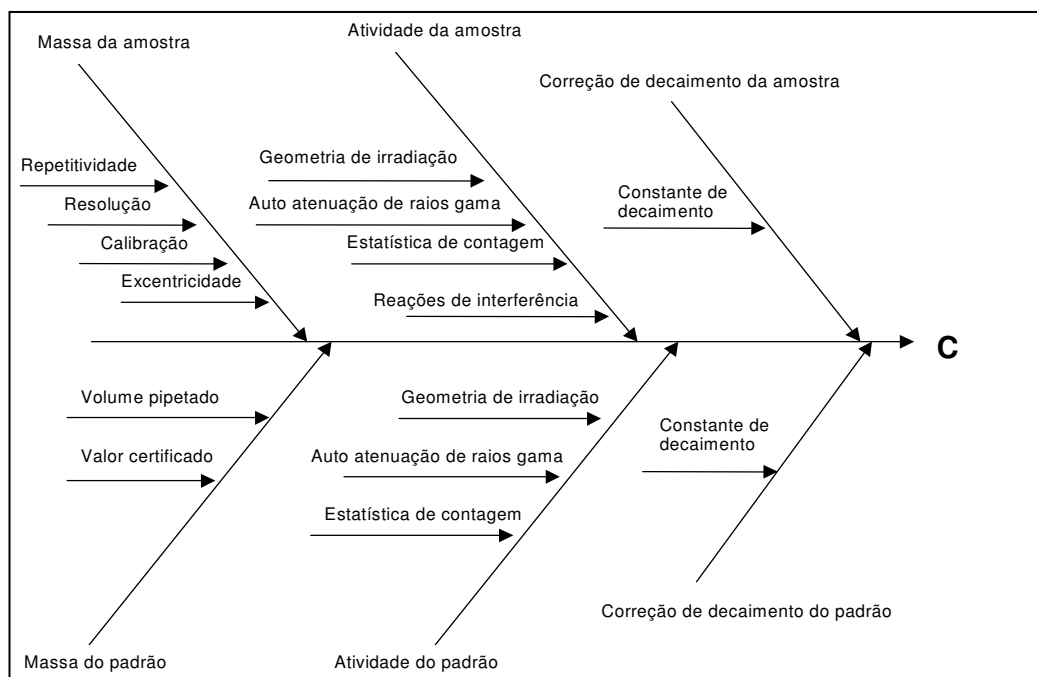 Massa da amostra
Atividade da amostra
Correção de decaimento da amostra
Repetitividade
Resolução
Calibração
Excentricidade
Geometria de irradiação
Auto atenuação de raios gama
Estatística de contagem
Reações de interferência
Constante de
decaimento
C
Volume pipetado
Valor certificado
Geometria de irradiação
Auto atenuação de raios gama
Estatística de contagem
Constante de
decaimento
Massa do padrão
Atividade do padrão
Correção de decaimento do padrão